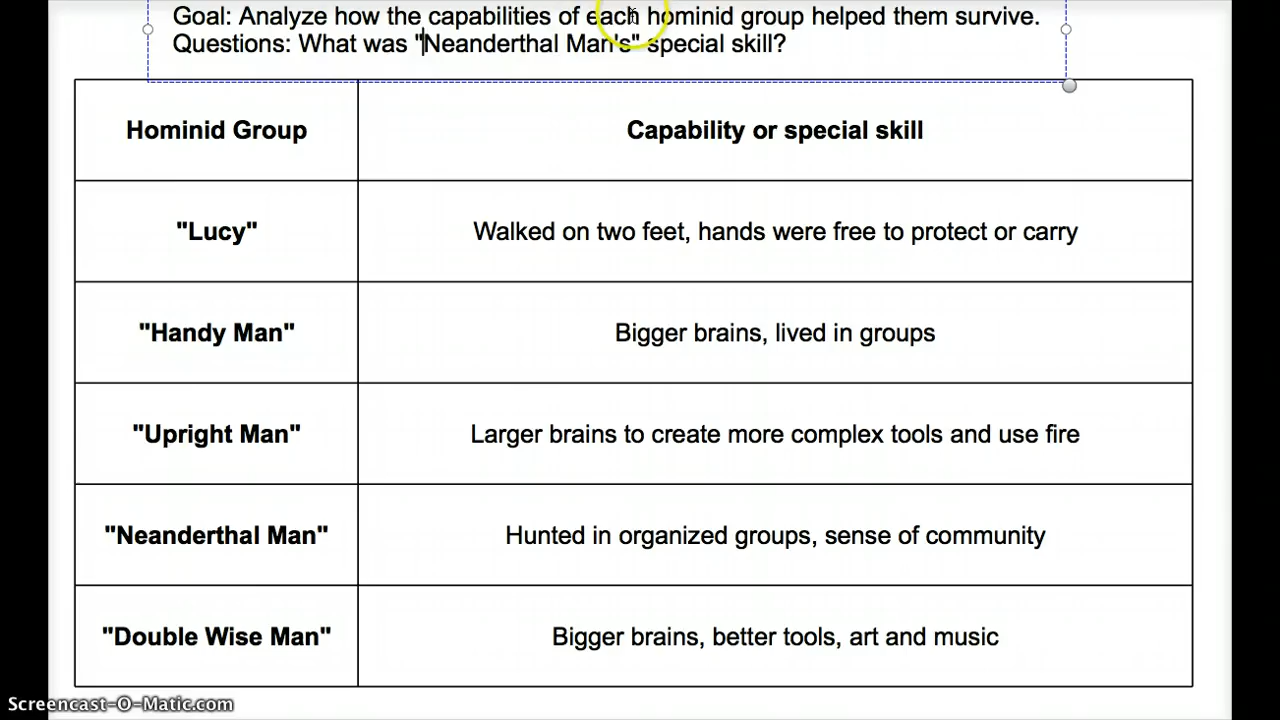 Goal: Analyze how the capabilities of each hominid group helped them survive.
Questions: What was "Neanderthal Man's" special skill?
Hominid Group
Capability or special skill
"Lucy"
Walked on two feet, hands were free to protect or carry
"Handy Man"
Bigger brains, lived in groups
"Upright Man"
Larger brains to create more complex tools and use fire
"Neanderthal Man"
Hunted in organized groups, sense of community
"Double Wise Man"
Bigger brains, better tools, art and music
Screencast-O-Matic.com